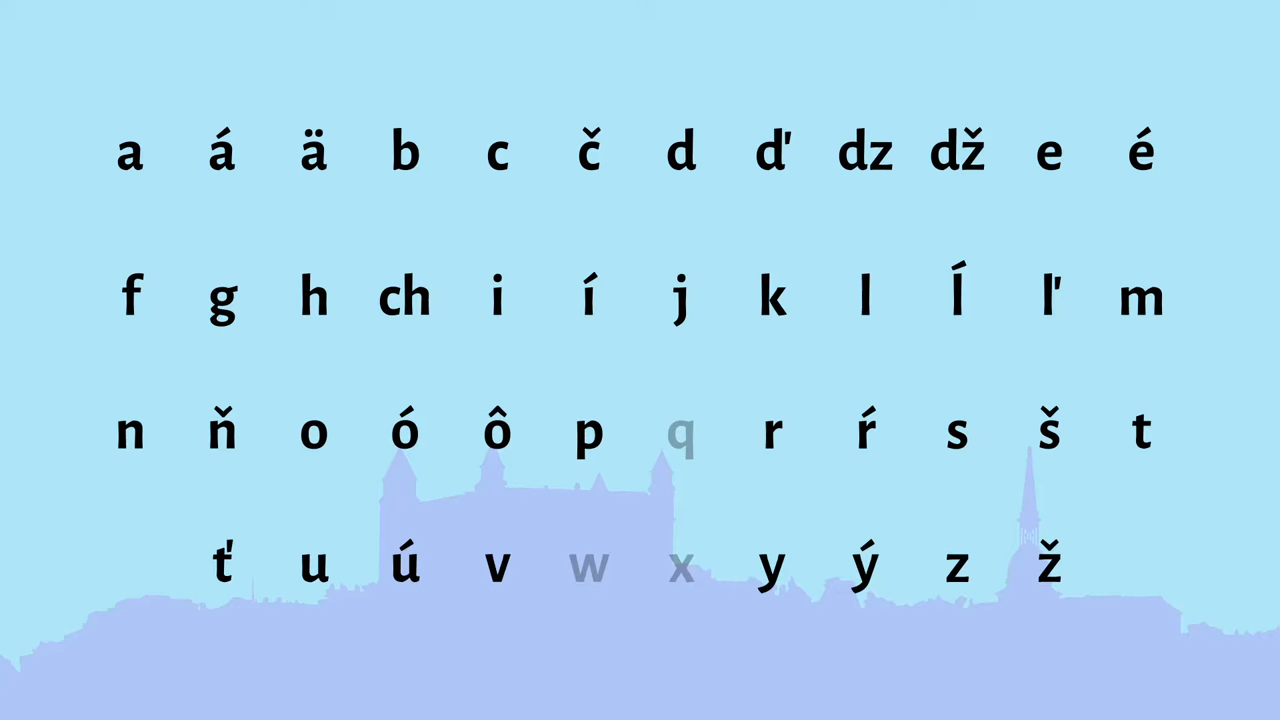 a á ä b c č d ď dz dž e é
f g h ch i í j k l ĺ ľ m
n ň o ó ô p q r ŕ s š t
ť u ú v w x y ý z ž